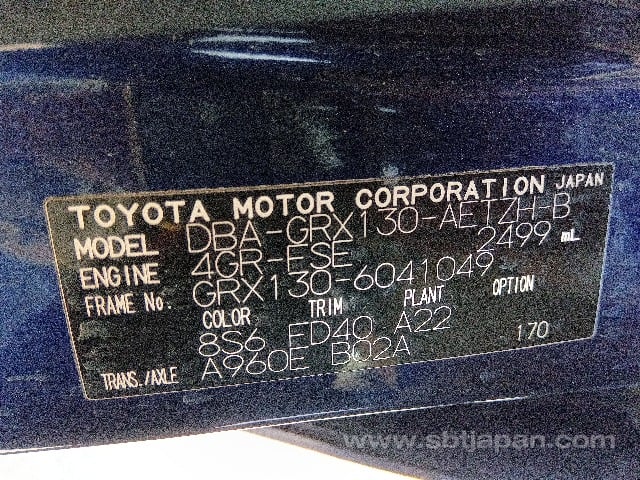 TOYOTA MOTOR CORPORATION JAPAN
MODEL DBA-GRX130-AETZH-B
ENGINE 4GR-FSE 2499 mL
FRAME No. GRX130-6041049
COLOR TRIM PLANT OPTION
8S6 FD40 A22
TRANS./AXLE A960E B02A 170
www.sbtjapan.com